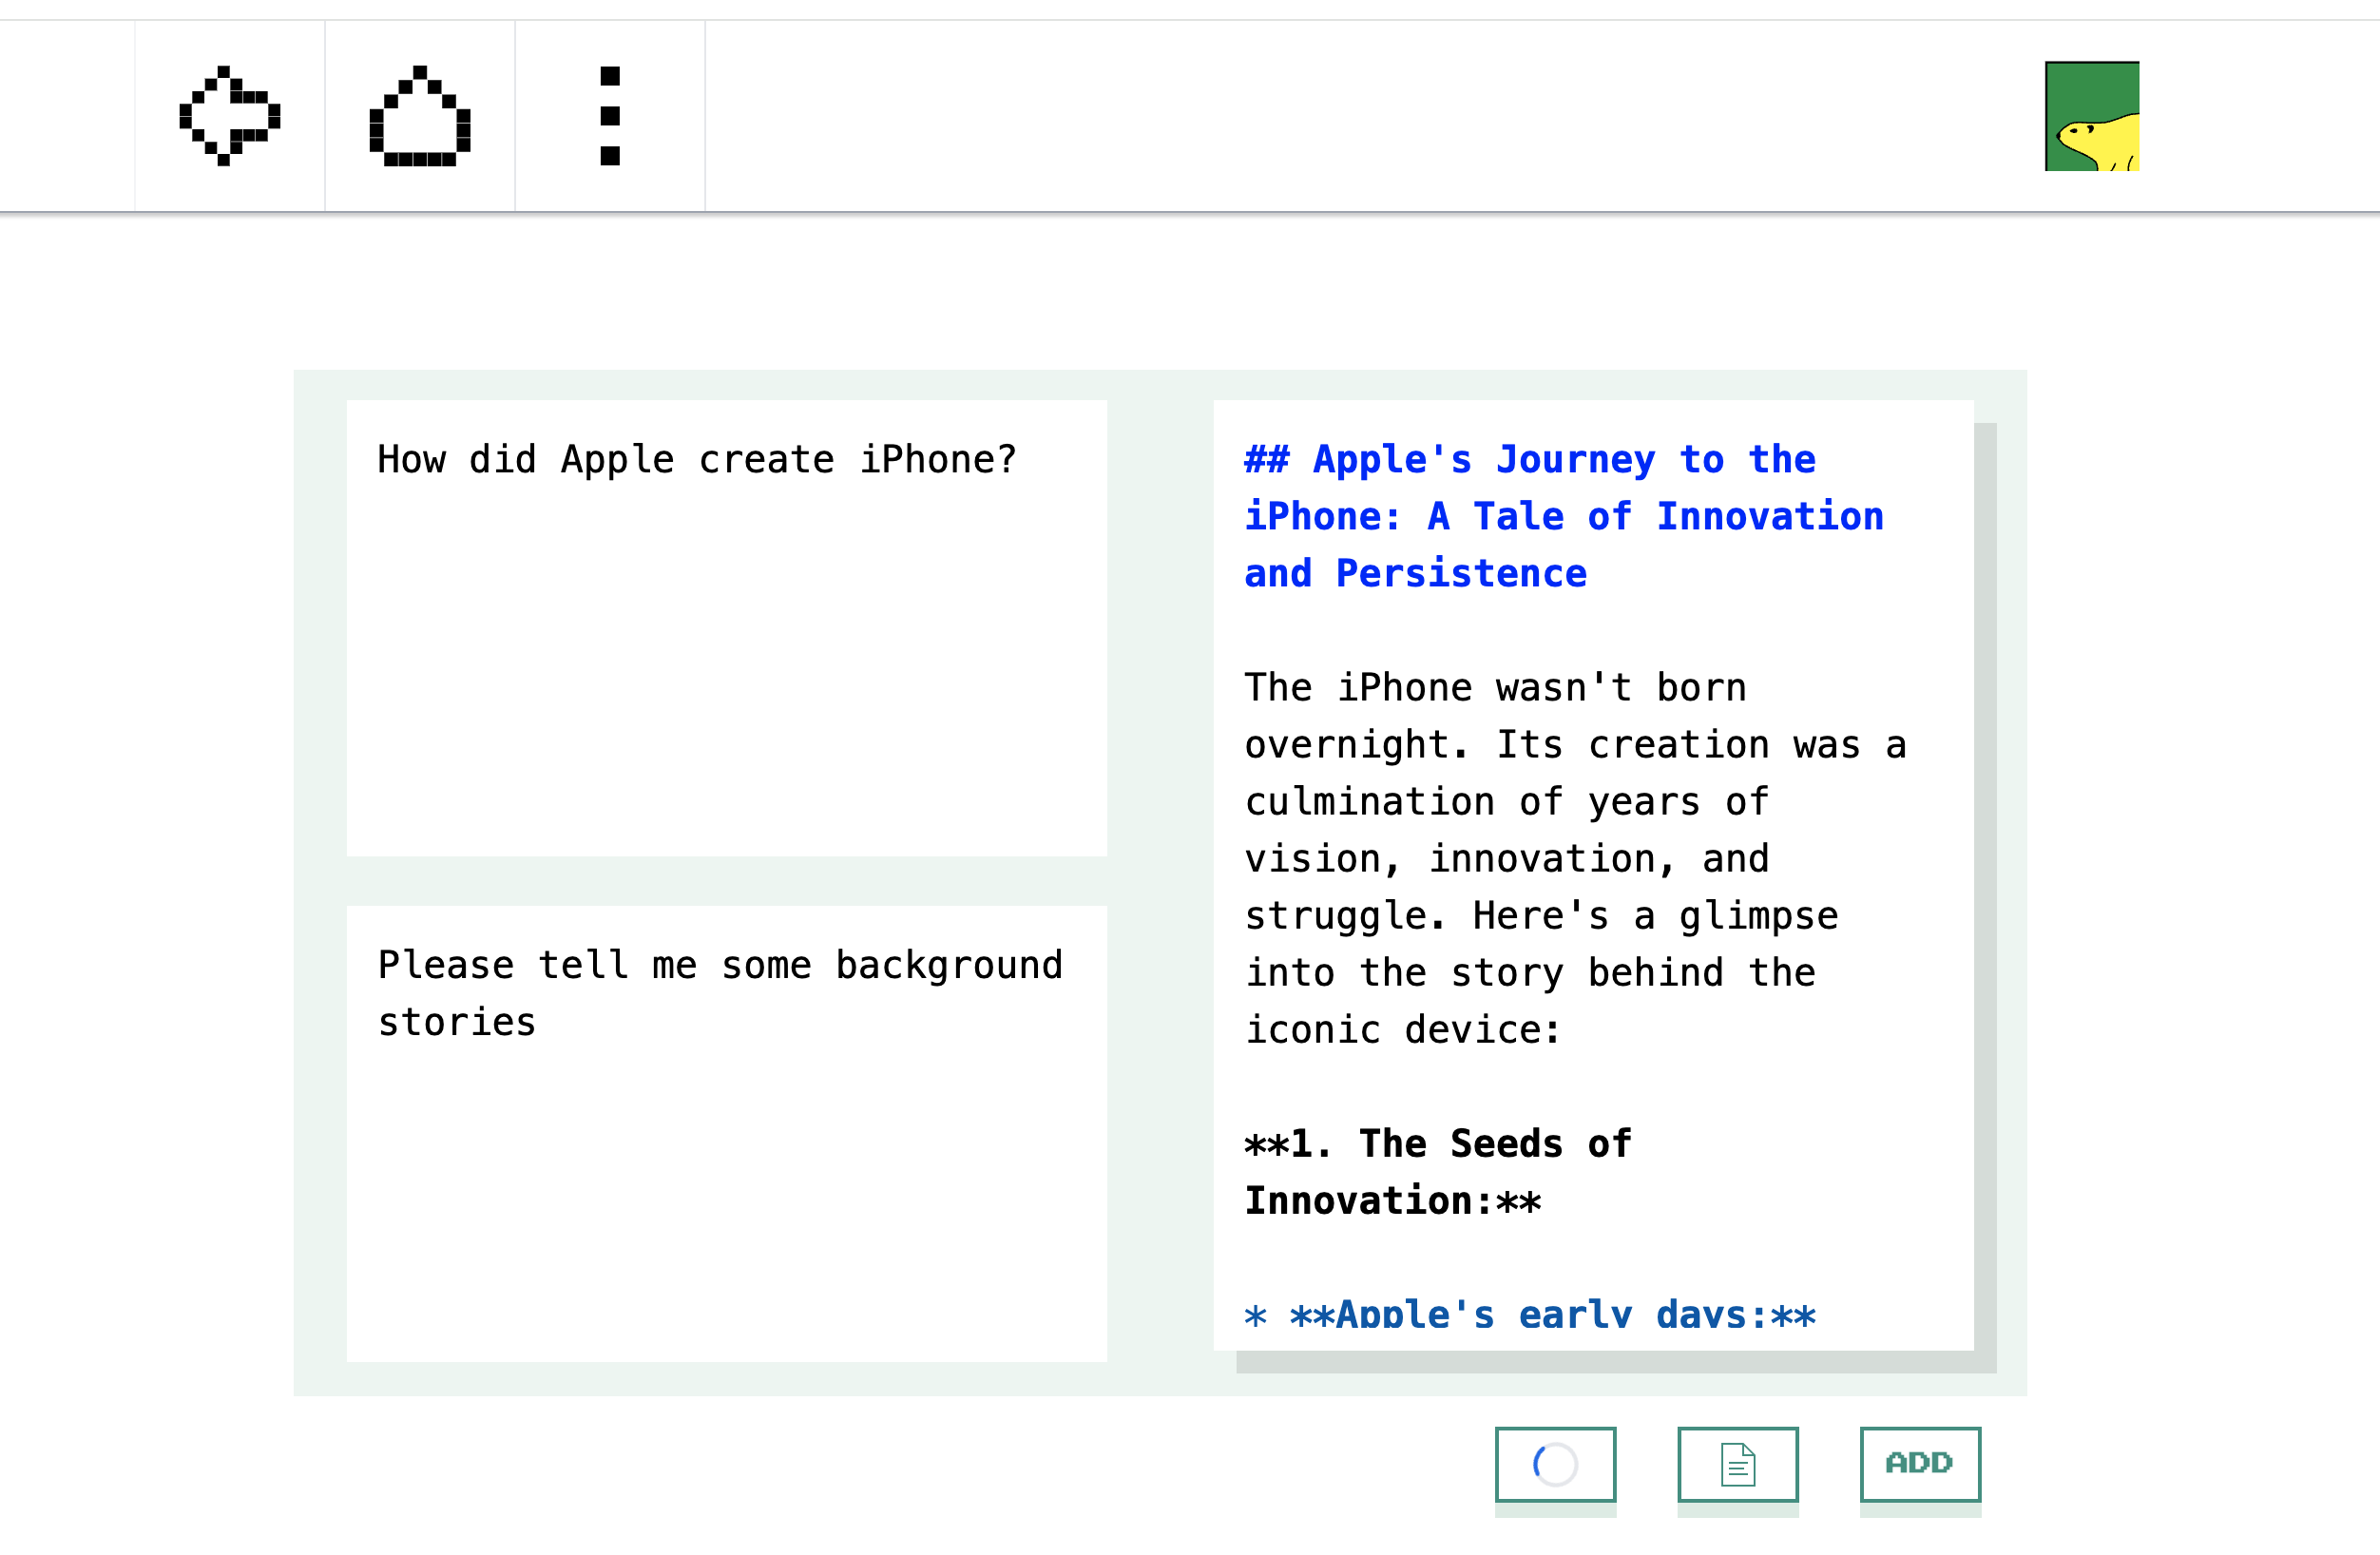 How did Apple create iPhone?
Please tell me some background
stories
## Apple's Journey to the
iPhone: A Tale of Innovation
and Persistence
The iPhone wasn't born
overnight. Its creation was a
culmination of years of
vision, innovation, and
struggle. Here's a glimpse
into the story behind the
iconic device:
**1. The Seeds of
Innovation:**
* **Apple's early days:**
ADD